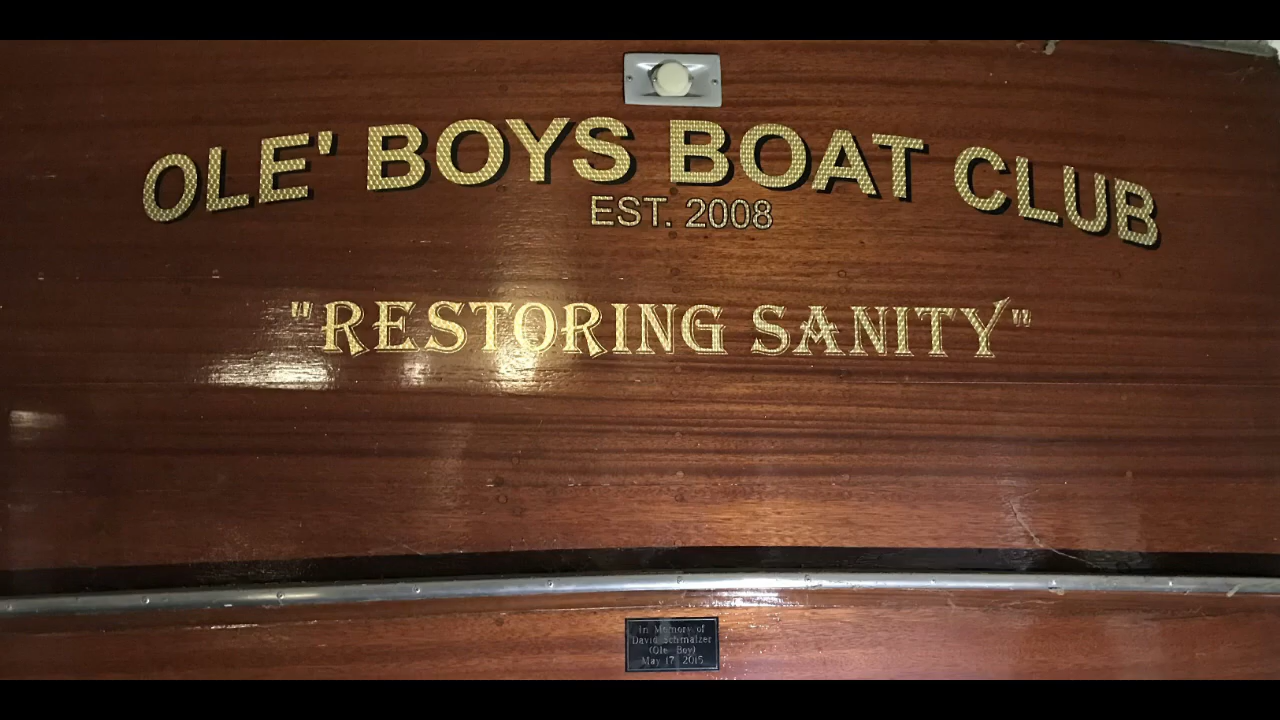 OLE' BOYS BOAT CLUB
EST. 2008
"RESTORING SANITY"
In Memory of
David Schmalzer
(Ole Boy)
May 17 2015